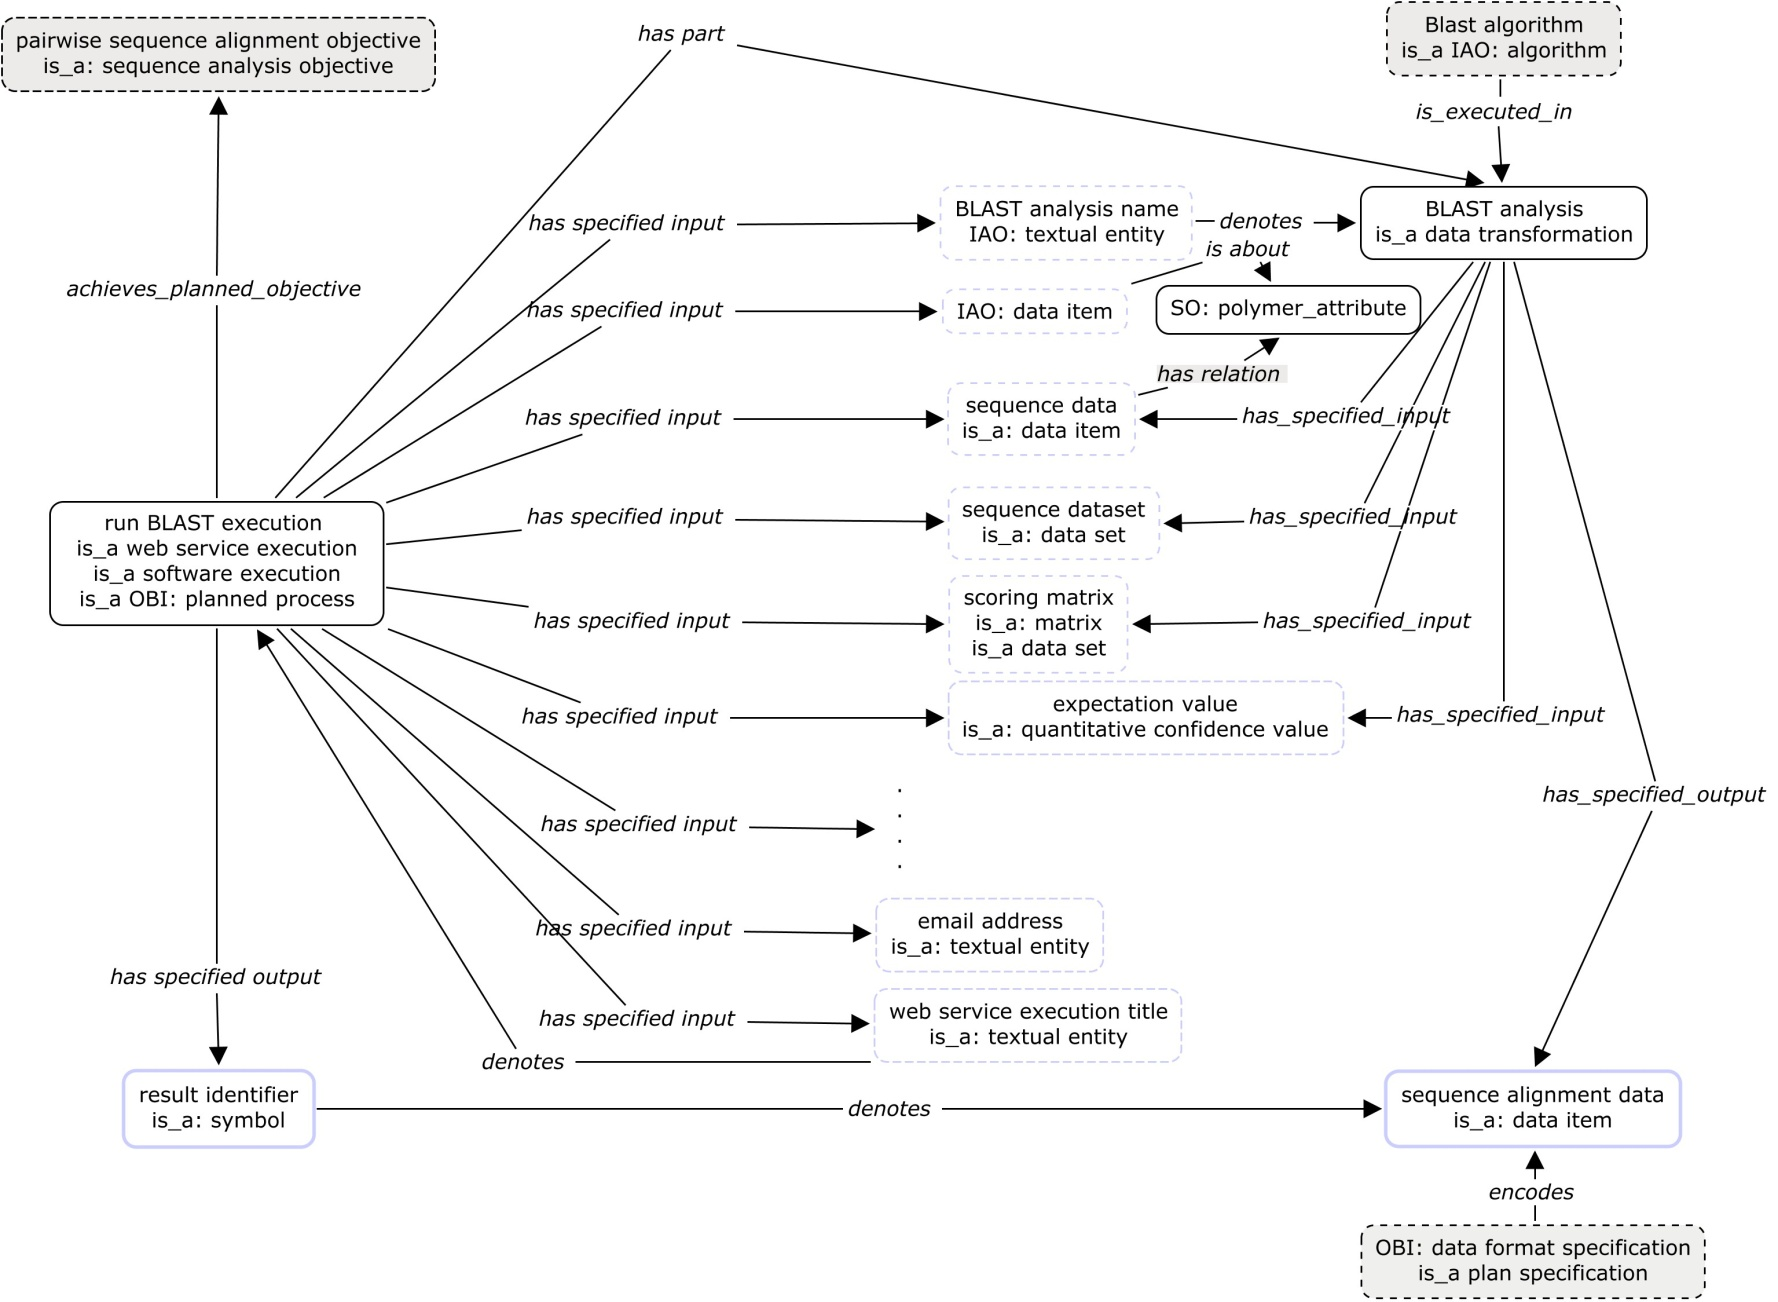 pairwise sequence alignment objective
is_a: sequence analysis objective
has part
Blast algorithm
is_a IAO: algorithm
is_executed_in
BLAST analysis
is_a data transformation
has specified input
BLAST analysis name
IAO: textual entity
denotes
is about
achieves_planned_objective
has specified input
IAO: data item
SO: polymer_attribute
has relation
has specified input
sequence data
is_a: data item
has_specified_input
run BLAST execution
is_a web service execution
is_a software execution
is_a OBI: planned process
has specified input
sequence dataset
is_a: data set
has_specified_input
has specified input
scoring matrix
is_a: matrix
is_a data set
has_specified_input
has specified input
expectation value
is_a: quantitative confidence value
has_specified_input
has_specified_output
has specified input
.
.
.
.
has specified input
email address
is_a: textual entity
has specified output
has specified input
web service execution title
is_a: textual entity
denotes
result identifier
is_a: symbol
denotes
sequence alignment data
is_a: data item
encodes
OBI: data format specification
is_a plan specification